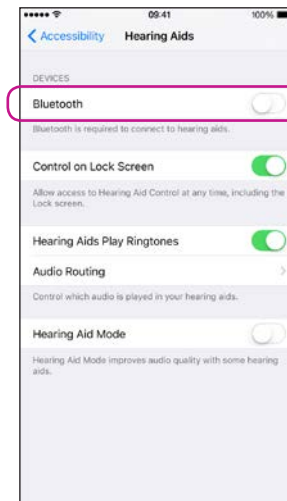 09:41
100%
Accessibility Hearing Aids
DEVICES
Bluetooth
Bluetooth is required to connect to hearing aids.
Control on Lock Screen
Allow access to Hearing Aid Control at any time, including the
Lock screen.
Hearing Aids Play Ringtones
Audio Routing
Control which audio is played in your hearing aids.
Hearing Aid Mode
Hearing Aid Mode improves audio quality with some hearing
aids.